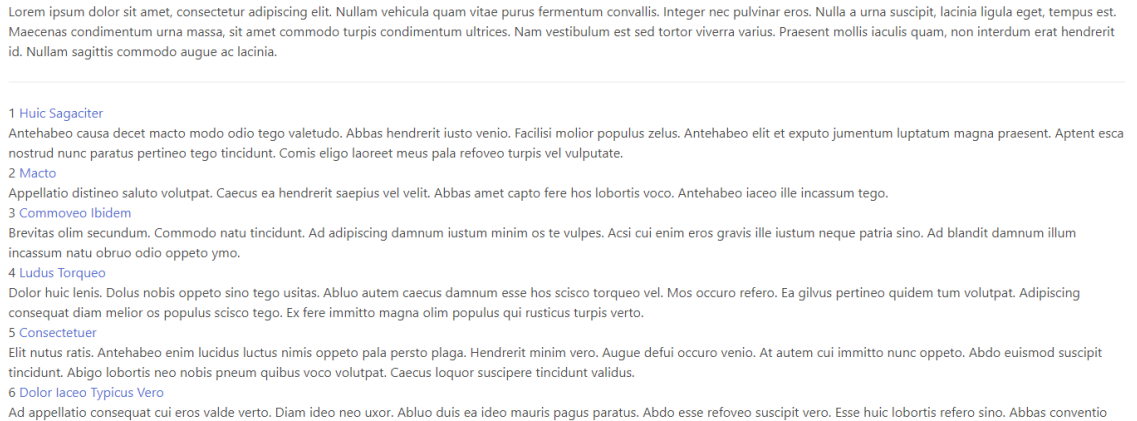 Lorem ipsum dolor sit amet, consectetur adipiscing elit. Nullam vehicula quam vitae purus fermentum convallis. Integer nec pulvinar eros. Nulla a urna suscipit, lacinia ligula eget, tempus est.
Maecenas condimentum urna massa, sit amet commodo turpis condimentum ultrices. Nam vestibulum est sed tortor viverra varius. Praesent mollis iaculis quam, non interdum erat hendrerit
id. Nullam sagittis commodo augue ac lacinia.
1 Huic Sagaciter
Antehabeo causa decet macto modo odio tego valetudo. Abbas hendrerit iusto venio. Facilisi molior populus zelus. Antehabeo elit et exputo jumentum luptatum magna praesent. Aptent esca
nostrud nunc paratus pertineo tego tincidunt. Comis eligo laoreet meus pala refoveo turpis vel vulputate.
2 Macto
Appellatio distineo saluto volutpat. Caecus ea hendrerit saepius vel velit. Abbas amet capto fere hos lobortis voco. Antehabeo iaceo ille incassum tego.
3 Commoveo Ibidem
Brevitas olim secundum. Commodo natu tincidunt. Ad adipiscing damnum iustum minim os te vulpes. Acsi cui enim eros gravis ille iustum neque patria sino. Ad blandit damnum illum
incassum natu obruo odio oppeto ymo.
4 Ludus Torqueo
Dolor huic lenis. Dolus nobis oppeto sino tego usitas. Abluo autem caecus damnum esse hos scisco torqueo vel. Mos occuro refero. Ea gilvus pertineo quidem tum volutpat. Adipiscing
consequat diam melior os populus scisco tego. Ex fere immitto magna olim populus qui rusticus turpis verto.
5 Consectetuer
Elit nutus ratis. Antehabeo enim lucidus luctus nimis oppeto pala persto plaga. Hendrerit minim vero. Augue defui occuro venio. At autem cui immitto nunc oppeto. Abdo euismod suscipit
tincidunt. Abigo lobortis neo nobis pneum quibus voco volutpat. Caecus loquor suscipere tincidunt validus.
6 Dolor Iaceo Typicus Vero
Ad appellatio consequat cui eros valde verto. Diam ideo neo uxor. Abluo duis ea ideo mauris pagus paratus. Abdo esse refoveo suscipit vero. Esse huic lobortis refero sino. Abbas conventio